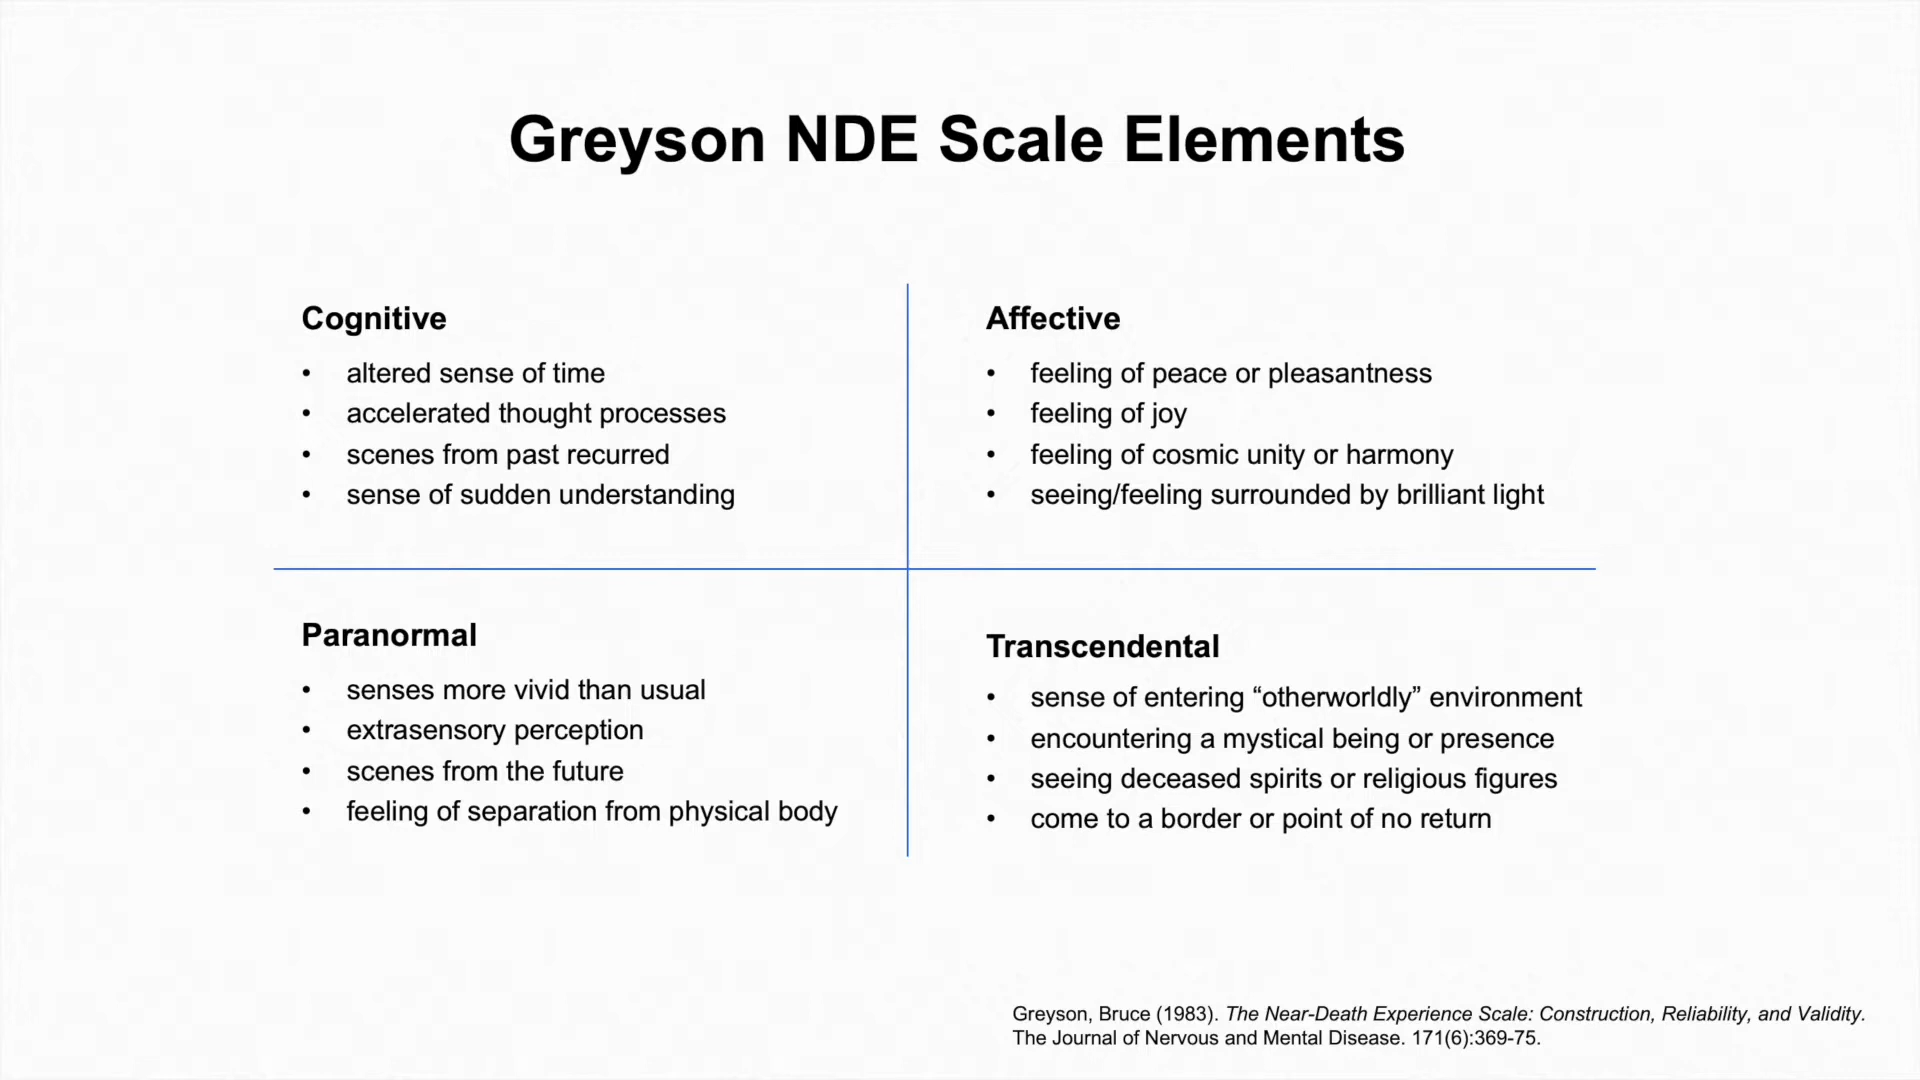 Greyson NDE Scale Elements
Cognitive
• altered sense of time
• accelerated thought processes
• scenes from past recurred
• sense of sudden understanding
Affective
• feeling of peace or pleasantness
• feeling of joy
• feeling of cosmic unity or harmony
• seeing/feeling surrounded by brilliant light
Paranormal
• senses more vivid than usual
• extrasensory perception
• scenes from the future
• feeling of separation from physical body
Transcendental
• sense of entering “otherworldly” environment
• encountering a mystical being or presence
• seeing deceased spirits or religious figures
• come to a border or point of no return
Greyson, Bruce (1983). The Near-Death Experience Scale: Construction, Reliability, and Validity.
The Journal of Nervous and Mental Disease. 171(6):369-75.